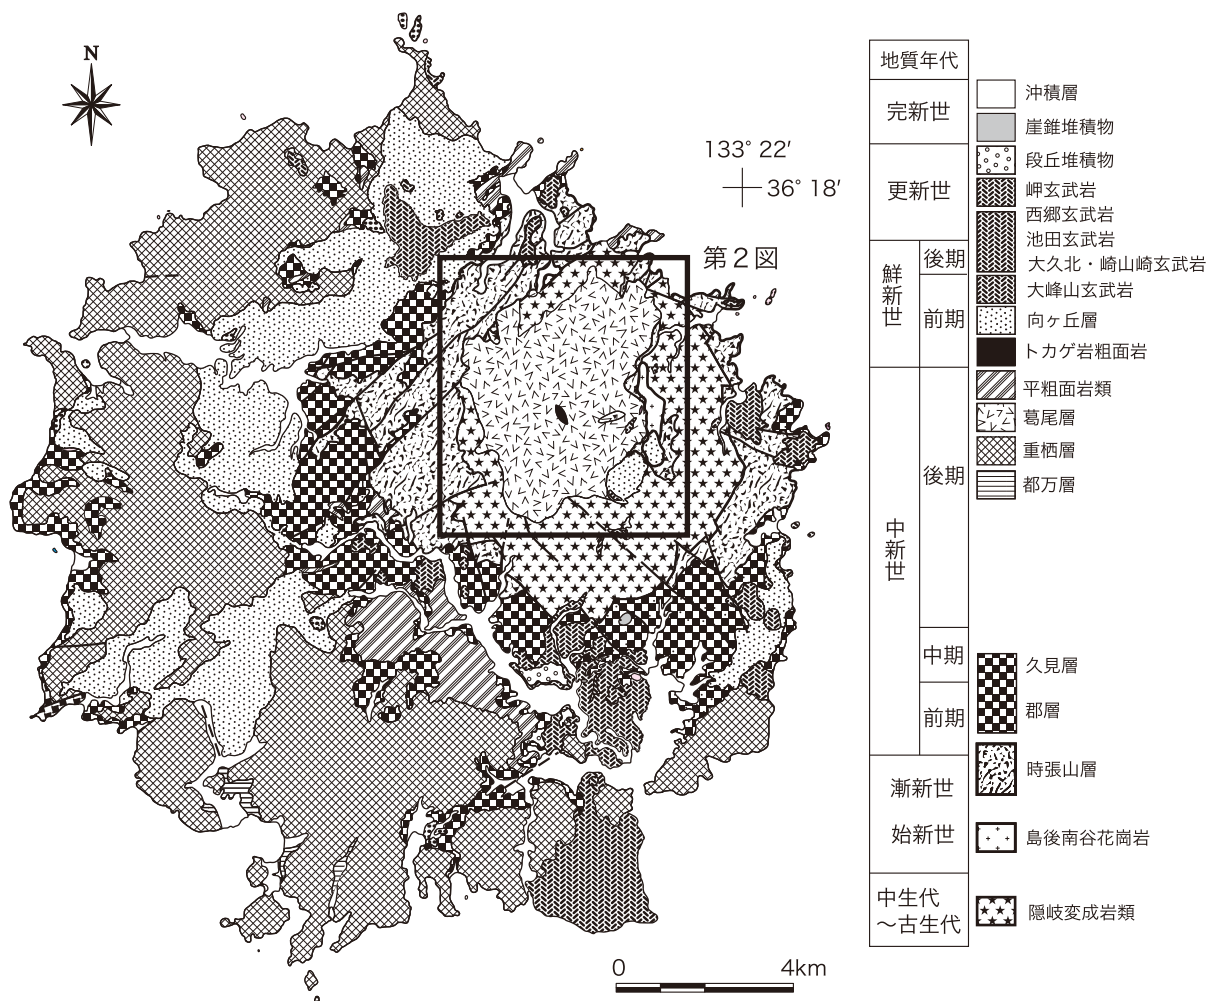 N
133° 22′
36° 18′
第２図
0
4km
地質年代
完新世
更新世
鮮新世
後期
前期
中新世
後期
中期
前期
漸新世
始新世
中生代
～古生代
沖積層
崖錐堆積物
段丘堆積物
岬玄武岩
西郷玄武岩
池田玄武岩
大久北・崎山崎玄武岩
大峰山玄武岩
向ヶ丘層
トカゲ岩粗面岩
平粗面岩類
葛尾層
重栖層
都万層
久見層
郡層
時張山層
島後南谷花崗岩
隠岐変成岩類